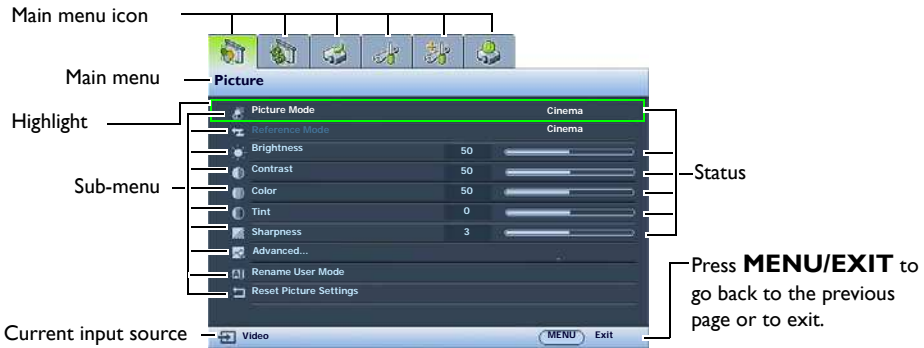 Main menu icon
Main menu
Picture
Highlight
Picture Mode Cinema
Reference Mode Cinema
Brightness 50
Contrast 50
Sub-menu
Status
Color 50
Tint 0
Sharpness 3
Advanced...
Rename User Mode
Reset Picture Settings
Press MENU/EXIT to
go back to the previous
page or to exit.
Current input source
Video MENU Exit